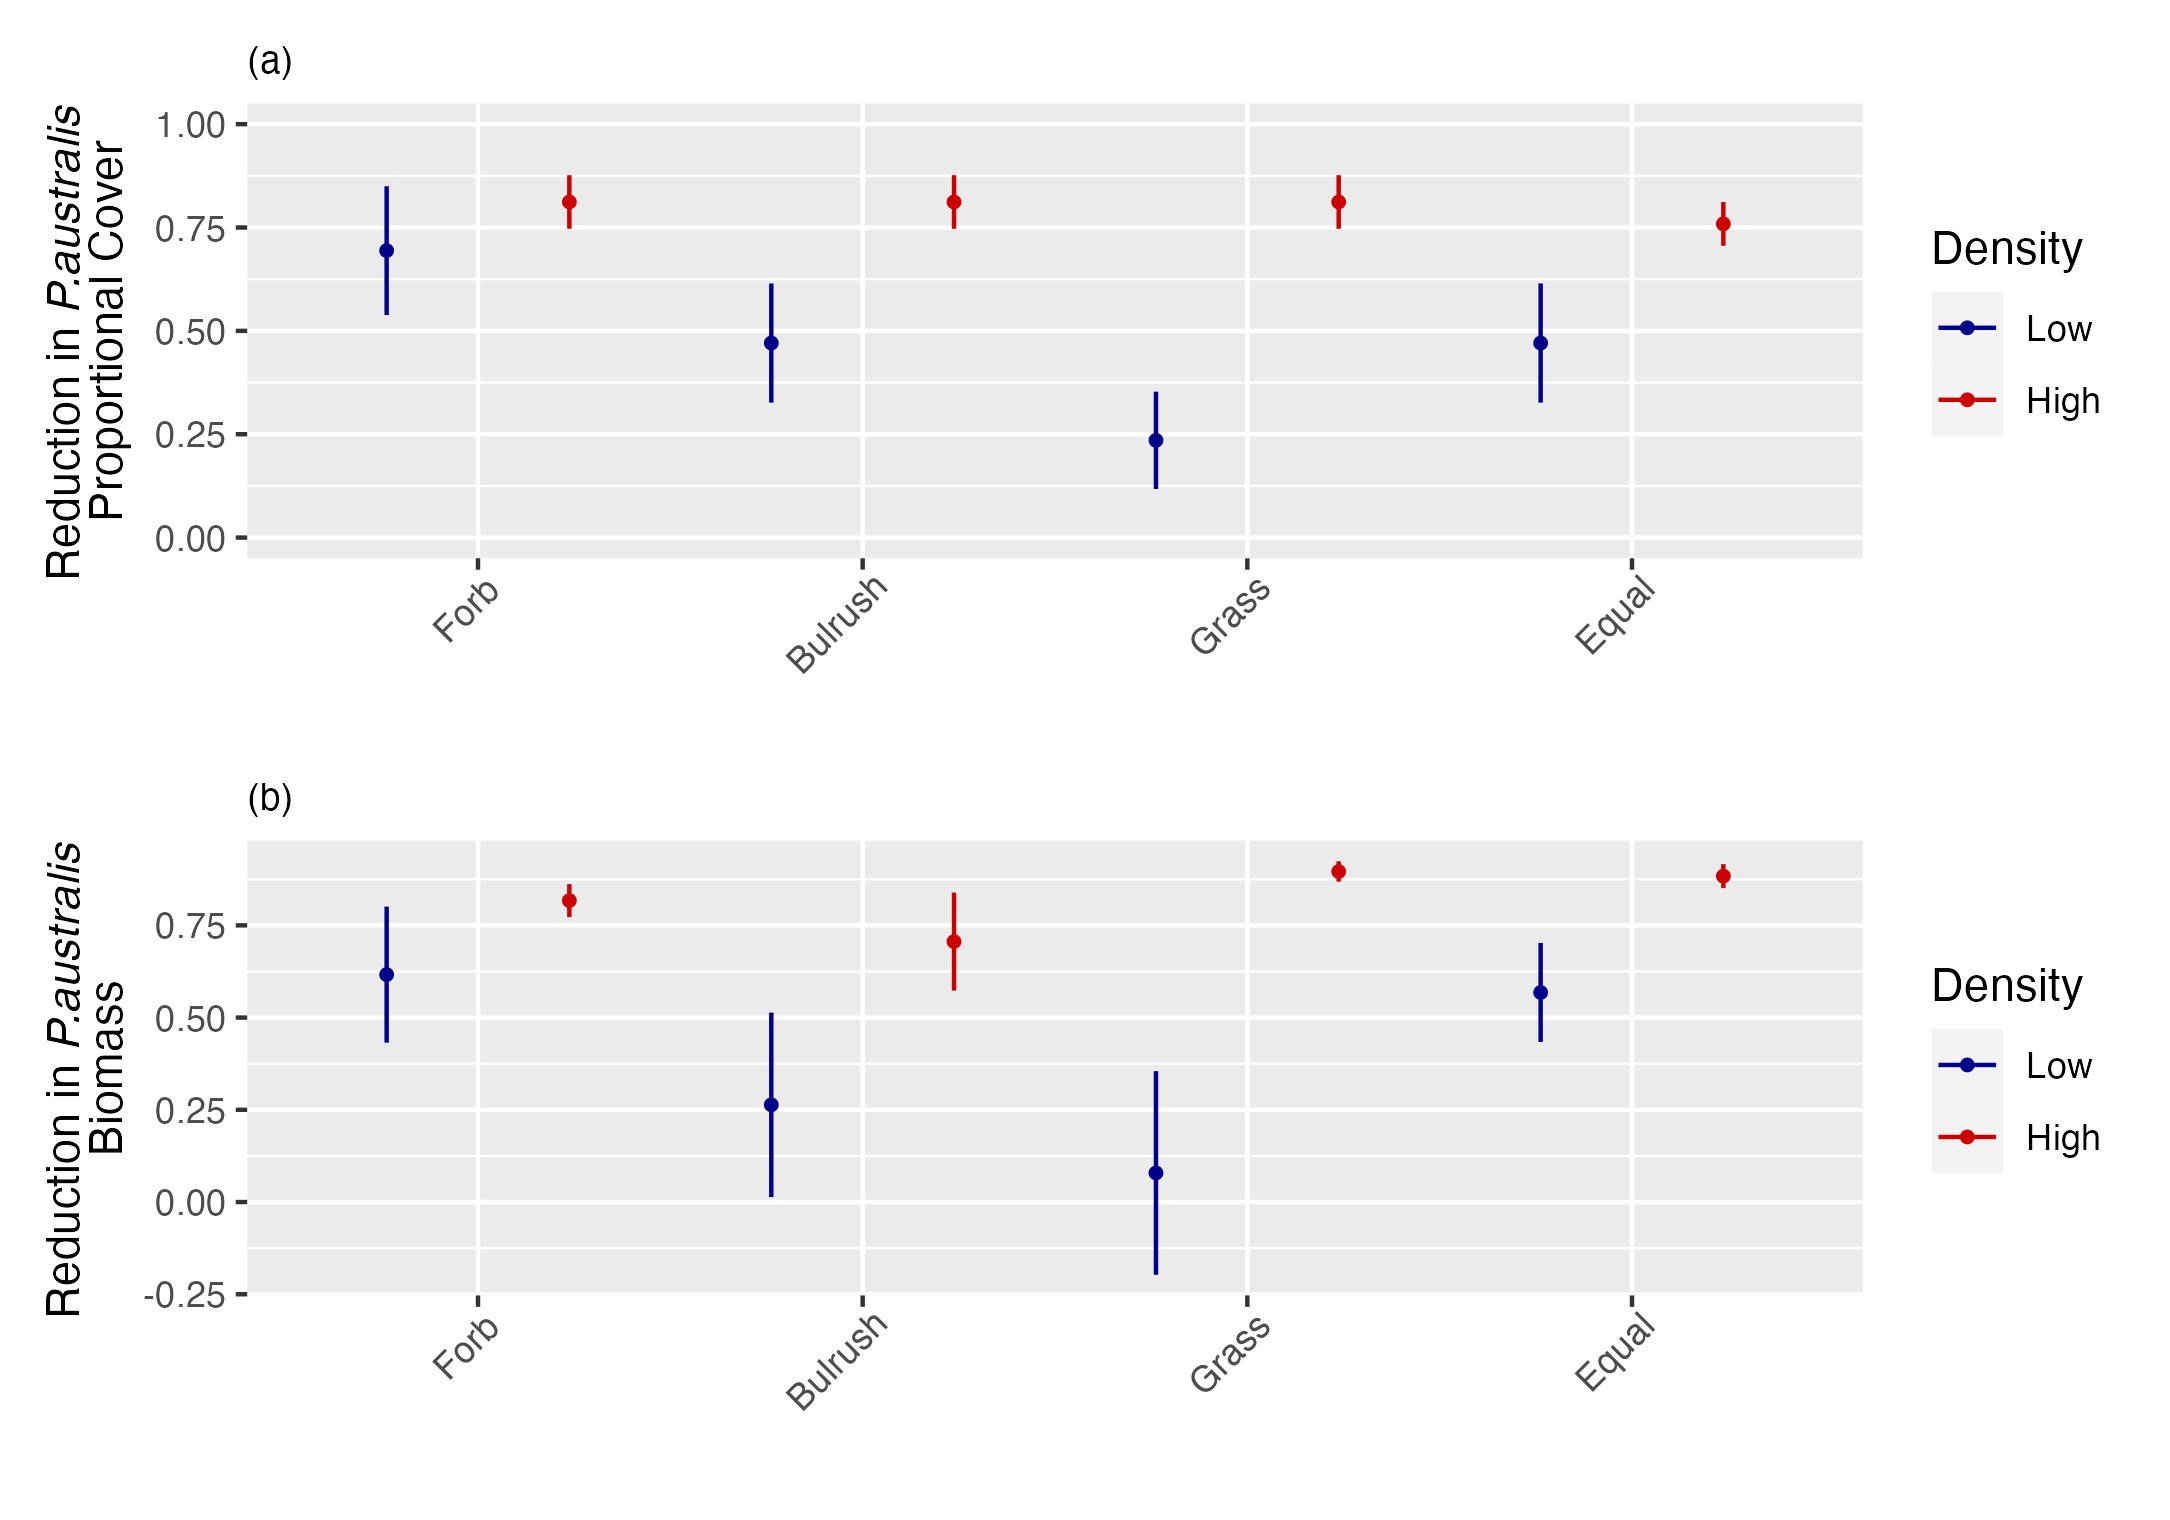 (a)
Reduction in P.australis
Proportional Cover
1.00
0.75
0.50
0.25
0.00
Forb
Bulrush
Grass
Equal
Density
Low
High
(b)
Reduction in P.australis
Biomass
0.75
0.50
0.25
0.00
-0.25
Forb
Bulrush
Grass
Equal
Density
Low
High